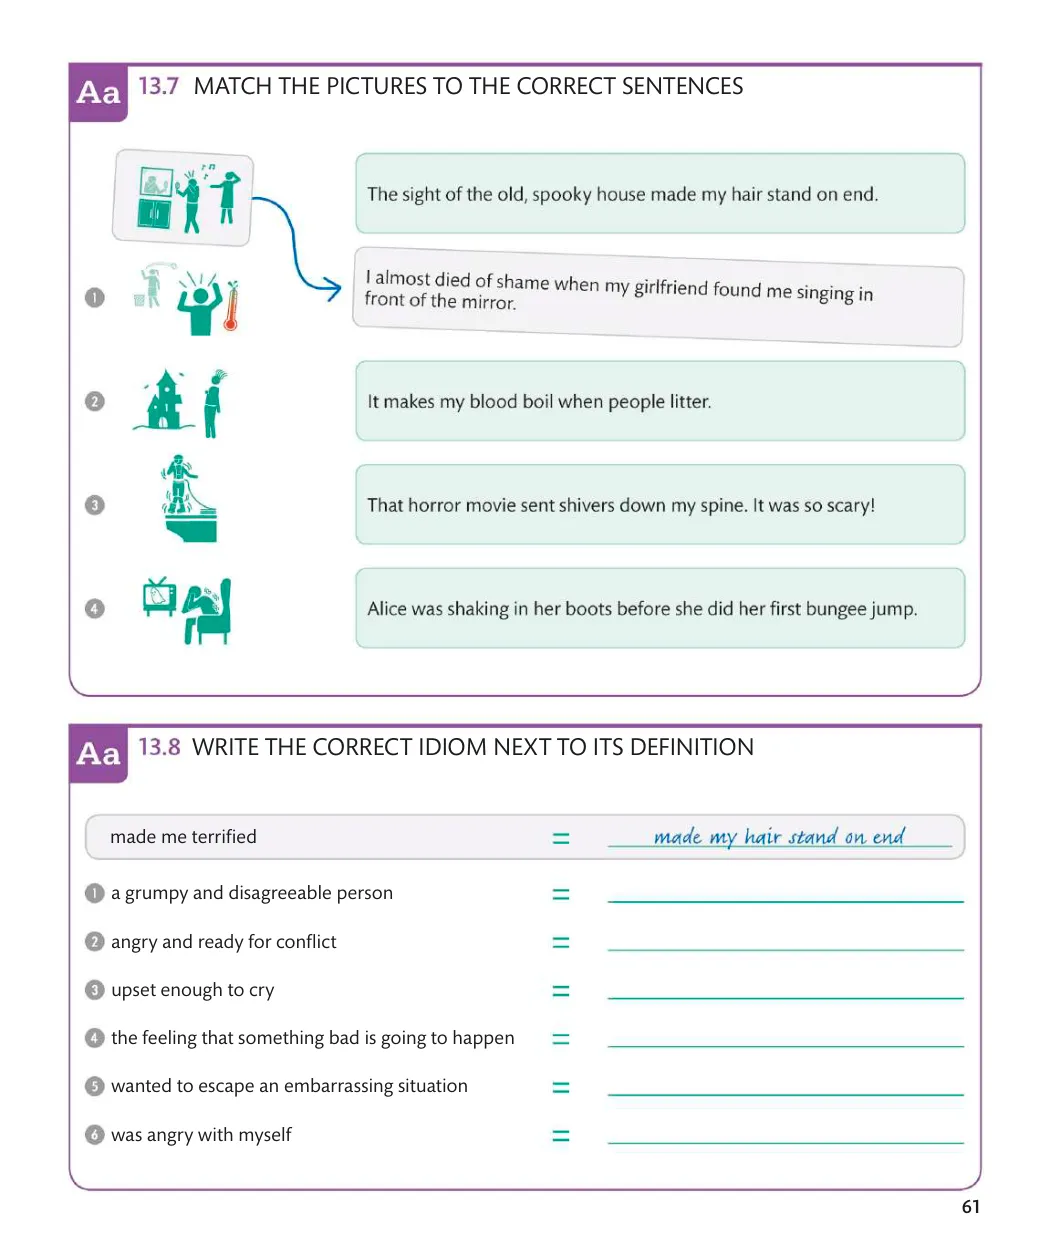 Aa 13.7 MATCH THE PICTURES TO THE CORRECT SENTENCES
The sight of the old, spooky house made my hair stand on end.
1
I almost died of shame when my girlfriend found me singing in
front of the mirror.
2
It makes my blood boil when people litter.
3
That horror movie sent shivers down my spine. It was so scary!
4
Alice was shaking in her boots before she did her first bungee jump.
Aa 13.8 WRITE THE CORRECT IDIOM NEXT TO ITS DEFINITION
made me terrified = made my hair stand on end
1 a grumpy and disagreeable person =
2 angry and ready for conflict =
3 upset enough to cry =
4 the feeling that something bad is going to happen =
5 wanted to escape an embarrassing situation =
6 was angry with myself =
61